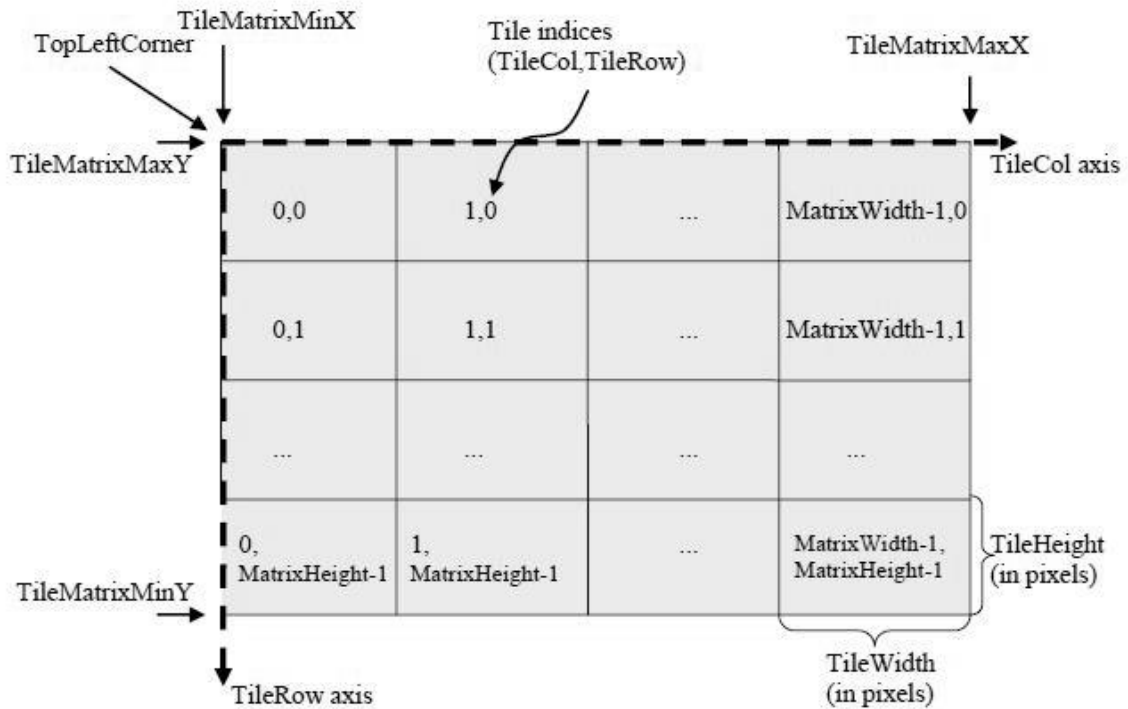 TileMatrixMinX
TopLeftCorner
Tile indices
(TileCol,TileRow)
TileMatrixMaxX
TileMatrixMaxY
TileCol axis
0,0
1,0
...
MatrixWidth-1,0
0,1
1,1
...
MatrixWidth-1,1
...
...
...
...
0,
MatrixHeight-1
1,
MatrixHeight-1
...
MatrixWidth-1,
MatrixHeight-1
TileHeight
(in pixels)
TileMatrixMinY
TileWidth
(in pixels)
TileRow axis